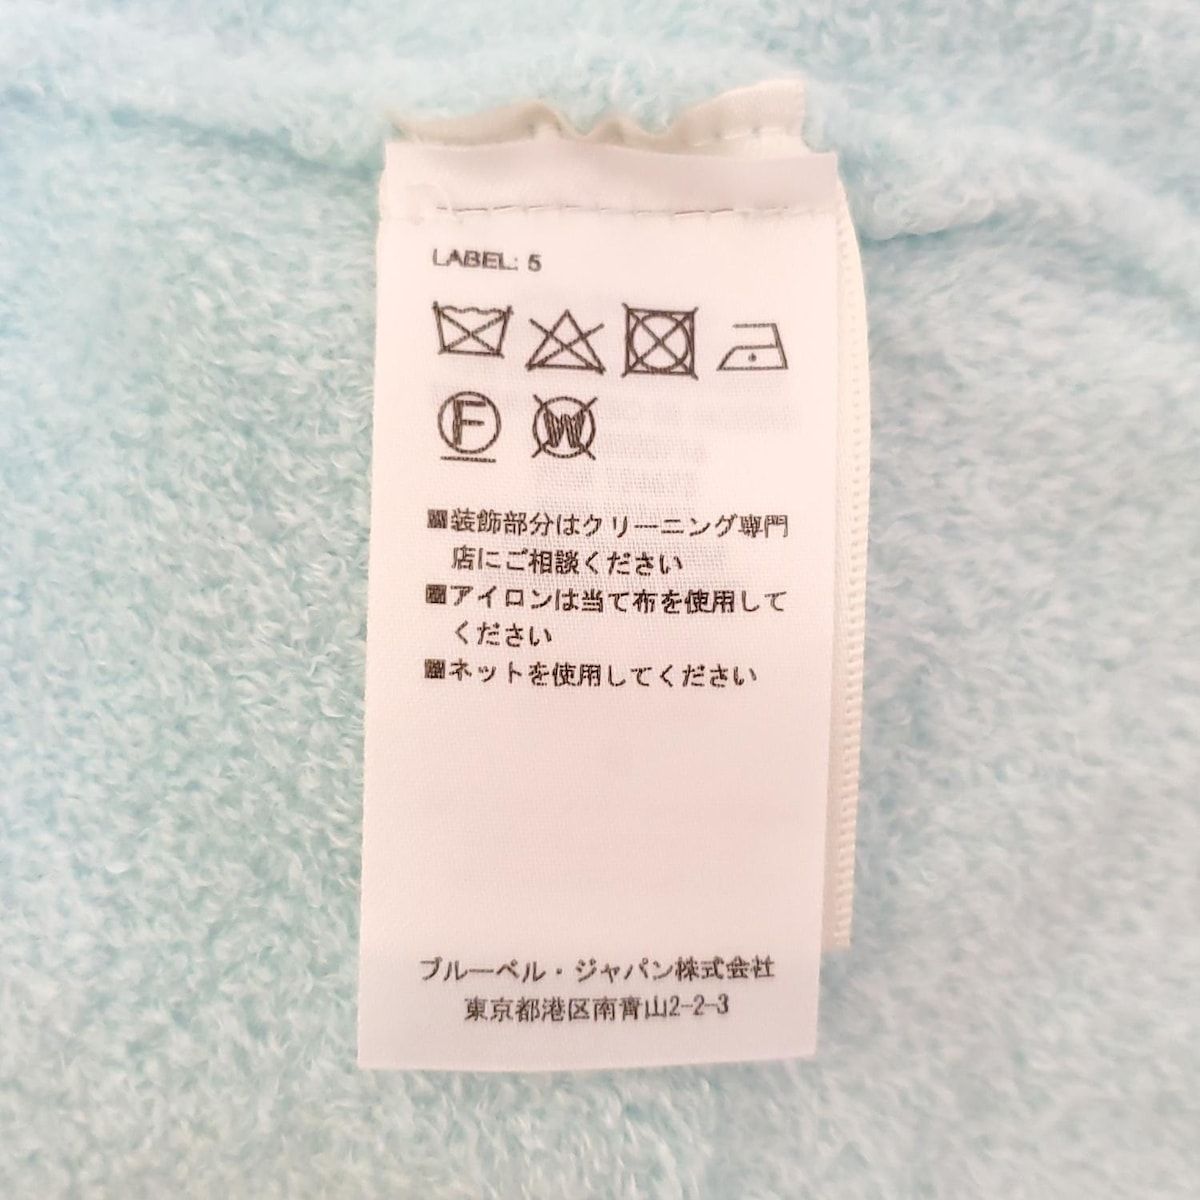 LABEL: 5
F
W
■装飾部分はクリーニング専門
店にご相談ください
■アイロンは当て布を使用して
ください
■ネットを使用してください
ブルーベル・ジャパン株式会社
東京都港区南青山2-2-3